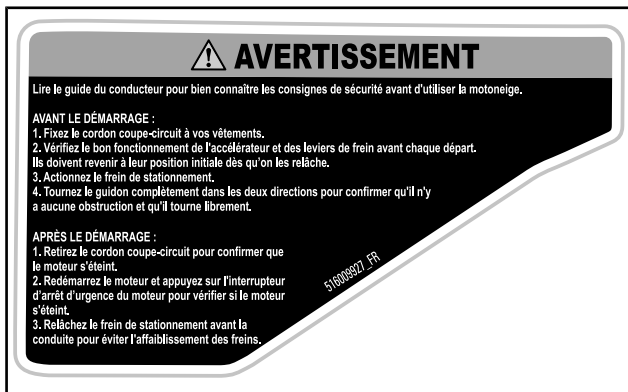 AVERTISSEMENT
Lire le guide du conducteur pour bien connaître les consignes de sécurité avant d'utiliser la motoneige.
AVANT LE DÉMARRAGE :
1. Fixez le cordon coupe-circuit à vos vêtements.
2. Vérifiez le bon fonctionnement de l'accélérateur et des leviers de frein avant chaque départ.
Ils doivent revenir à leur position initiale dès qu'on les relâche.
3. Actionnez le frein de stationnement.
4. Tournez le guidon complètement dans les deux directions pour confirmer qu'il n'y
a aucune obstruction et qu'il tourne librement.
APRÈS LE DÉMARRAGE :
1. Retirez le cordon coupe-circuit pour confirmer que
le moteur s'éteint.
2. Redémarrez le moteur et appuyez sur l'interrupteur
d'arrêt d'urgence du moteur pour vérifier si le moteur
s'éteint.
3. Relâchez le frein de stationnement avant la
conduite pour éviter l'affaiblissement des freins.
516009927_FR